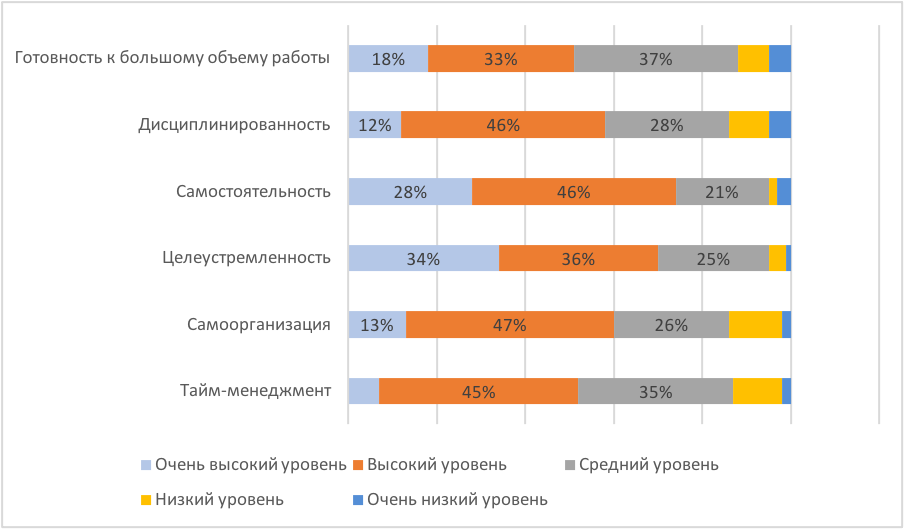 Готовность к большому объему работы 18% 33% 37%
Дисциплинированность 12% 46% 28%
Самостоятельность 28% 46% 21%
Целеустремленность 34% 36% 25%
Самоорганизация 13% 47% 26%
Тайм-менеджмент 45% 35%
Очень высокий уровень Высокий уровень Средний уровень
Низкий уровень Очень низкий уровень